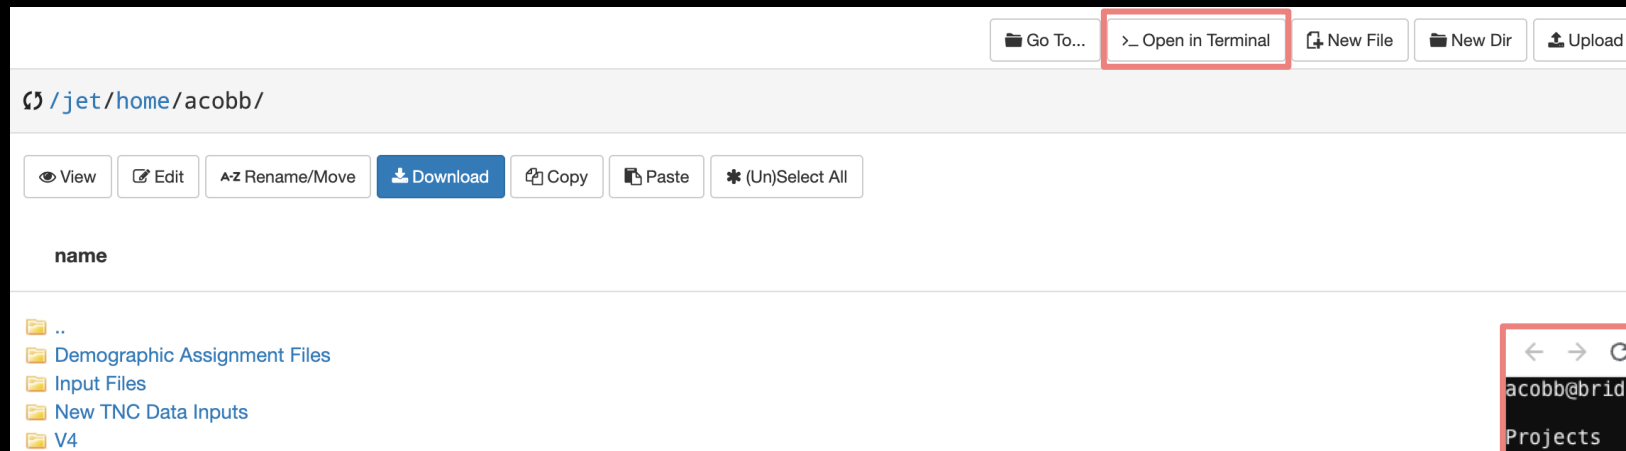 Go To... >_ Open in Terminal New File New Dir Upload
/jet/home/acobb/
View Edit A-Z Rename/Move Download Copy Paste (Un)Select All
name
..
Demographic Assignment Files
Input Files
New TNC Data Inputs
V4
acobb@brid
Projects